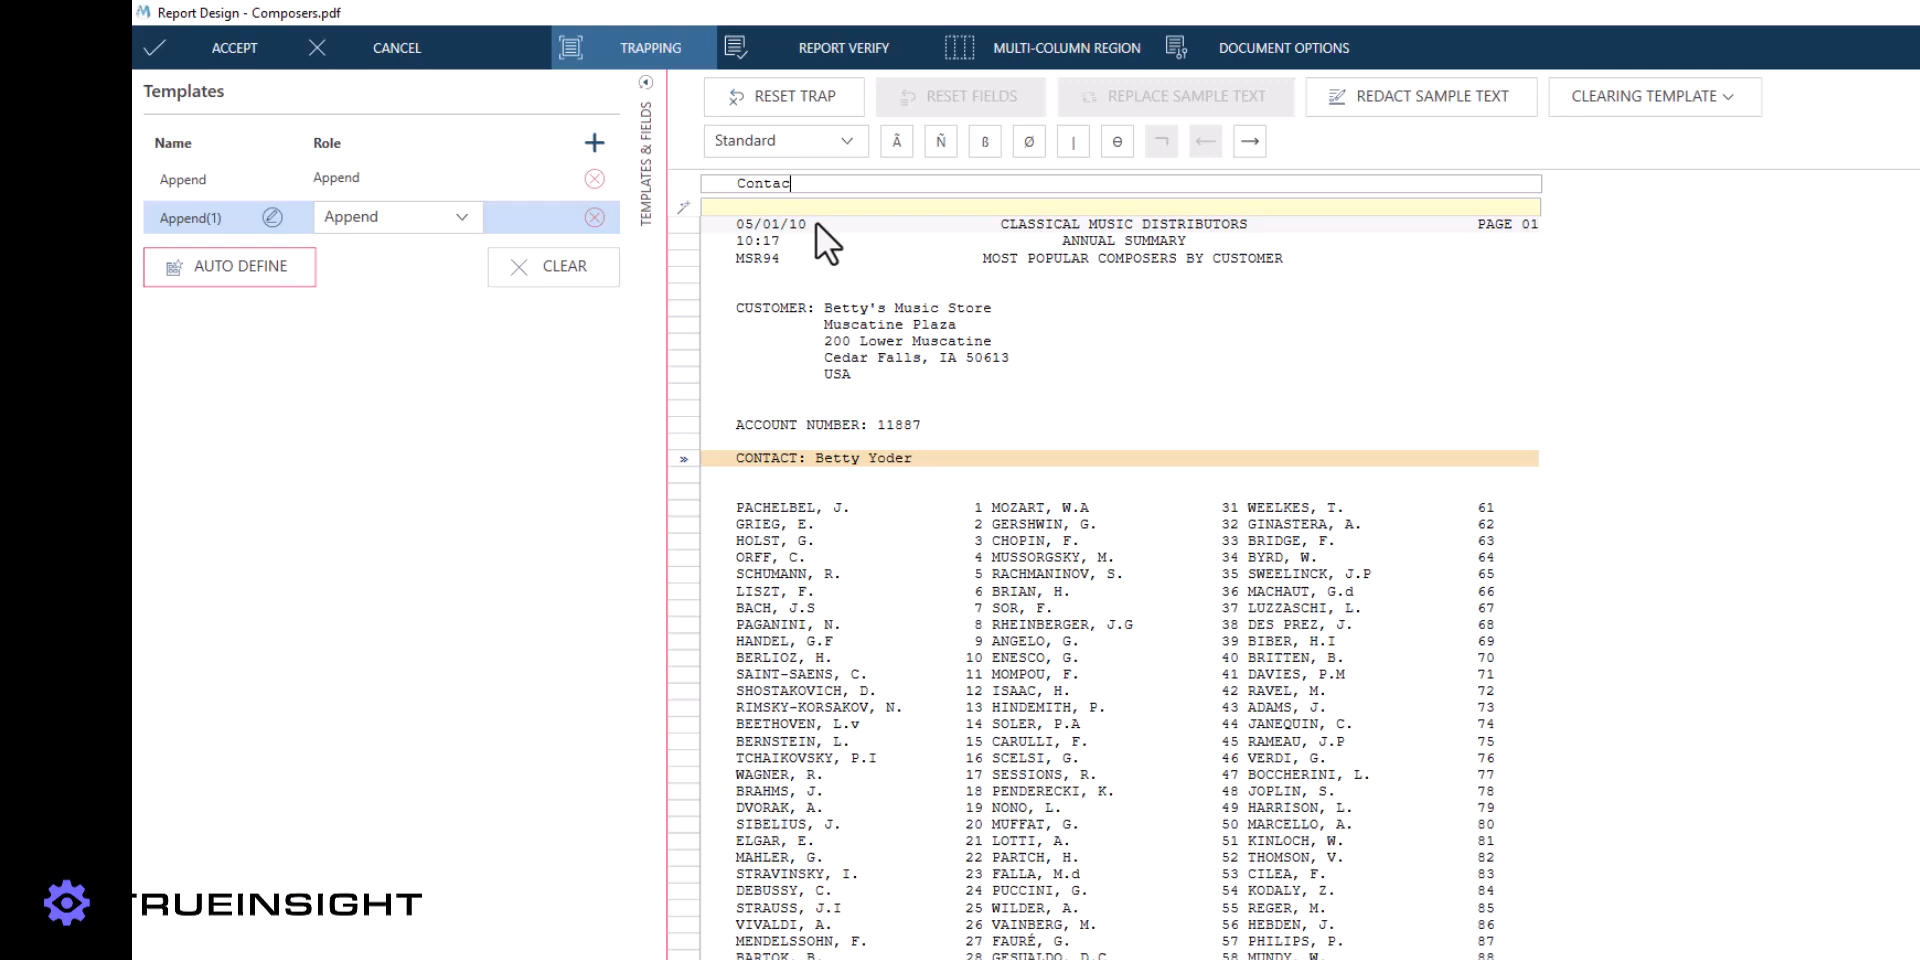 Report Design - Composers.pdf
ACCEPT CANCEL TRAPPING REPORT VERIFY MULTI-COLUMN REGION DOCUMENT OPTIONS
Templates
Name Role
Append Append
Append(1) Append
AUTO DEFINE CLEAR
TEMPLATES & FIELDS
RESET TRAP RESET FIELDS REPLACE SAMPLE TEXT REDACT SAMPLE TEXT CLEARING TEMPLATE
Standard Ã Ñ ß Ø | ⊖ ¬ ← →
Contac
05/01/10 CLASSICAL MUSIC DISTRIBUTORS PAGE 01
10:17 ANNUAL SUMMARY
MSR94 MOST POPULAR COMPOSERS BY CUSTOMER
CUSTOMER: Betty's Music Store
Muscatine Plaza
200 Lower Muscatine
Cedar Falls, IA 50613
USA
ACCOUNT NUMBER: 11887
» CONTACT: Betty Yoder
PACHELBEL, J. 1 MOZART, W.A 31 WEELKES, T. 61
GRIEG, E. 2 GERSHWIN, G. 32 GINASTERA, A. 62
HOLST, G. 3 CHOPIN, F. 33 BRIDGE, F. 63
ORFF, C. 4 MUSSORGSKY, M. 34 BYRD, W. 64
SCHUMANN, R. 5 RACHMANINOV, S. 35 SWEELINCK, J.P 65
LISZT, F. 6 BRIAN, H. 36 MACHAUT, G.d 66
BACH, J.S 7 SOR, F. 37 LUZZASCHI, L. 67
PAGANINI, N. 8 RHEINBERGER, J.G 38 DES PREZ, J. 68
HANDEL, G.F 9 ANGELO, G. 39 BIBER, H.I 69
BERLIOZ, H. 10 ENESCO, G. 40 BRITTEN, B. 70
SAINT-SAENS, C. 11 MOMPOU, F. 41 DAVIES, P.M 71
SHOSTAKOVICH, D. 12 ISAAC, H. 42 RAVEL, M. 72
RIMSKY-KORSAKOV, N. 13 HINDEMITH, P. 43 ADAMS, J. 73
BEETHOVEN, L.v 14 SOLER, P.A 44 JANEQUIN, C. 74
BERNSTEIN, L. 15 CARULLI, F. 45 RAMEAU, J.P 75
TCHAIKOVSKY, P.I 16 SCELSI, G. 46 VERDI, G. 76
WAGNER, R. 17 SESSIONS, R. 47 BOCCHERINI, L. 77
BRAHMS, J. 18 PENDERECKI, K. 48 JOPLIN, S. 78
DVORAK, A. 19 NONO, L. 49 HARRISON, L. 79
SIBELIUS, J. 20 MUFFAT, G. 50 MARCELLO, A. 80
ELGAR, E. 21 LOTTI, A. 51 KINLOCH, W. 81
MAHLER, G. 22 PARTCH, H. 52 THOMSON, V. 82
STRAVINSKY, I. 23 FALLA, M.d 53 CILEA, F. 83
DEBUSSY, C. 24 PUCCINI, G. 54 KODALY, Z. 84
STRAUSS, J.I 25 WILDER, A. 55 REGER, M. 85
VIVALDI, A. 26 VAINBERG, M. 56 HEBDEN, J. 86
MENDELSSOHN, F. 27 FAURÉ, G. 57 PHILIPS, P. 87
BARTOK, B. 28 GESUALDO, D.C 58 MUNDY, W. 88
TRUEINSIGHT